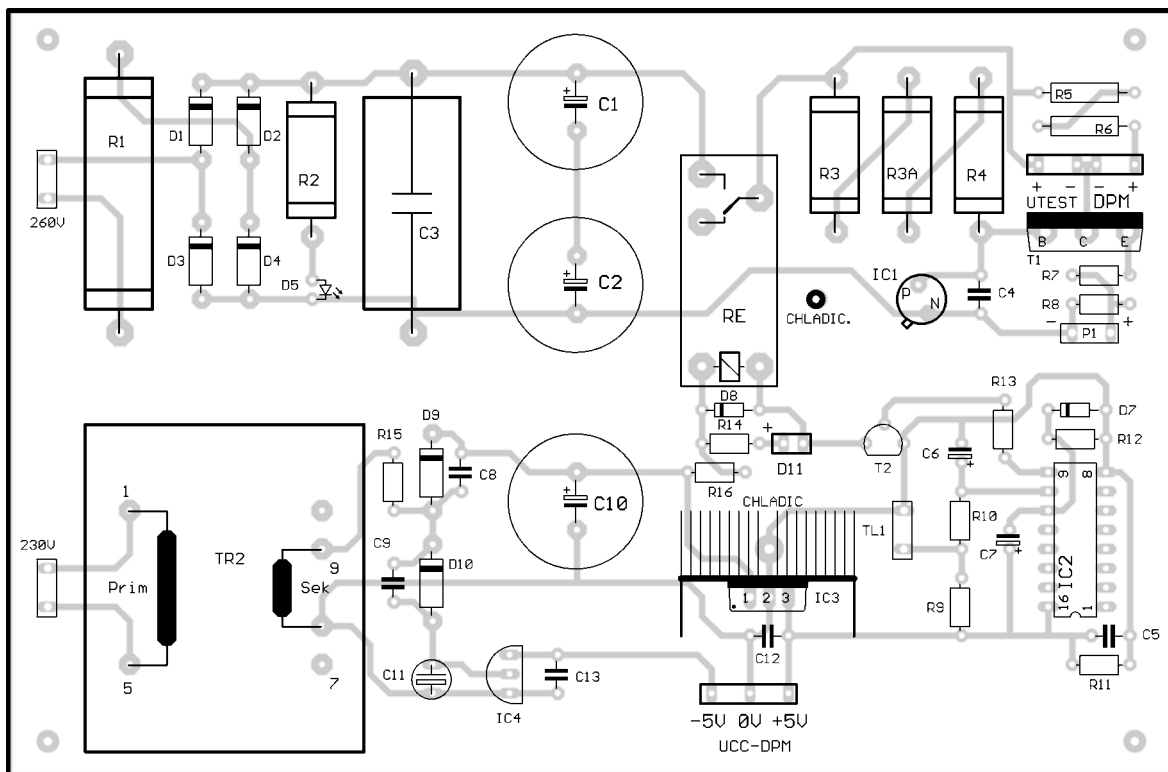 R1
D1
D2
R2
C3
C1
C2
260V
D3
D4
D5
RE
R3
R3A
R4
R5
R6
+ - - +
UTEST DPM
B C E
T1
IC1
P
N
C4
R7
R8
- +
P1
CHLADIC.
D8
R14
+
D11
R16
T2
R13
D7
R12
C6
+
9 8
R10
C7
+
IC2
16 1
TL1
R9
C5
R11
CHLADIC
1 2 3
IC3
C12
-5V 0V +5V
UCC-DPM
R15
D9
C8
+
C10
C9
D10
C11
IC4
C13
230V
1
5
Prim
TR2
Sek
9
7
+
+